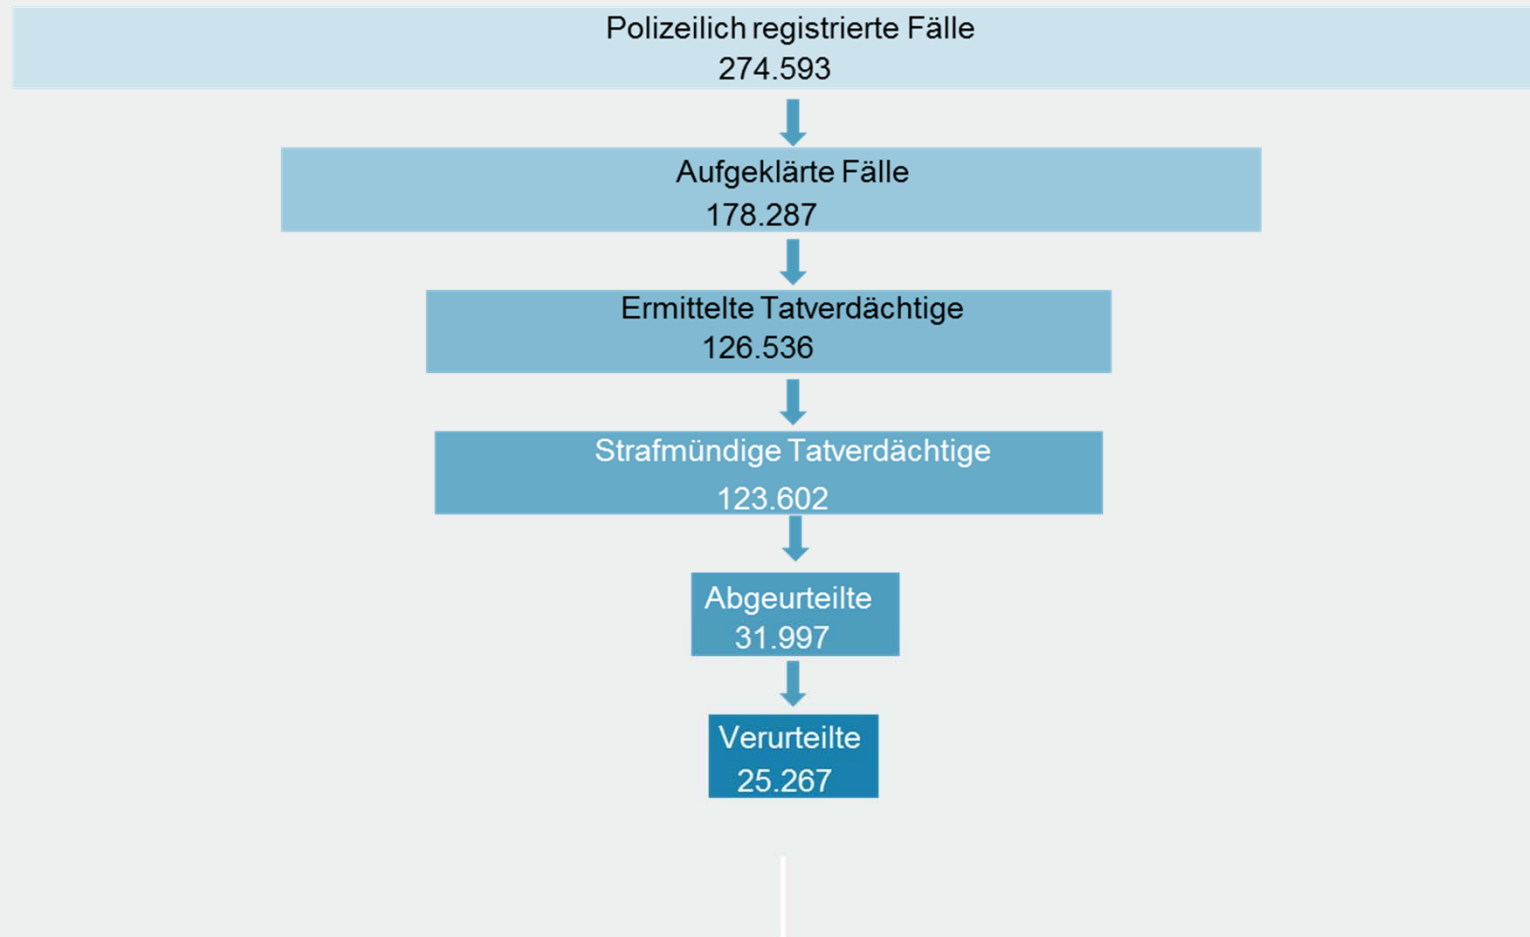 Polizeilich registrierte Fälle
274.593
Aufgeklärte Fälle
178.287
Ermittelte Tatverdächtige
126.536
Strafmündige Tatverdächtige
123.602
Abgeurteilte
31.997
Verurteilte
25.267